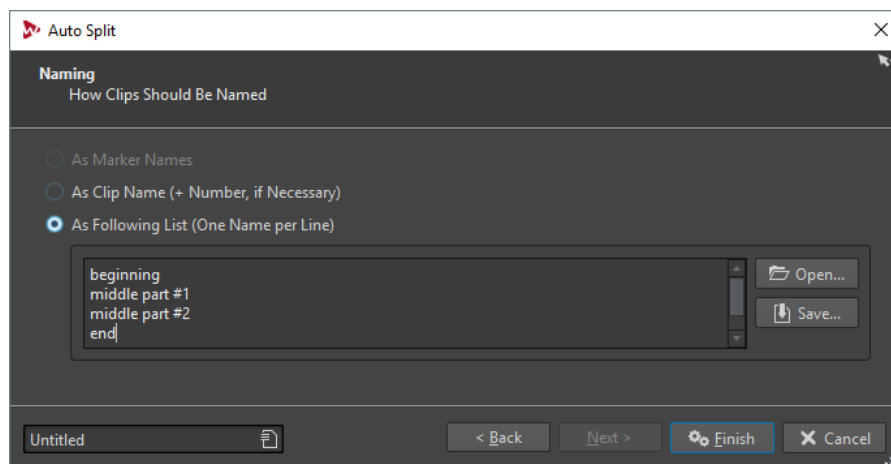 Auto Split
Naming
How Clips Should Be Named
As Marker Names
As Clip Name (+ Number, if Necessary)
As Following List (One Name per Line)
beginning
middle part #1
middle part #2
end
Open...
Save...
Untitled
< Back
Next >
Finish
Cancel